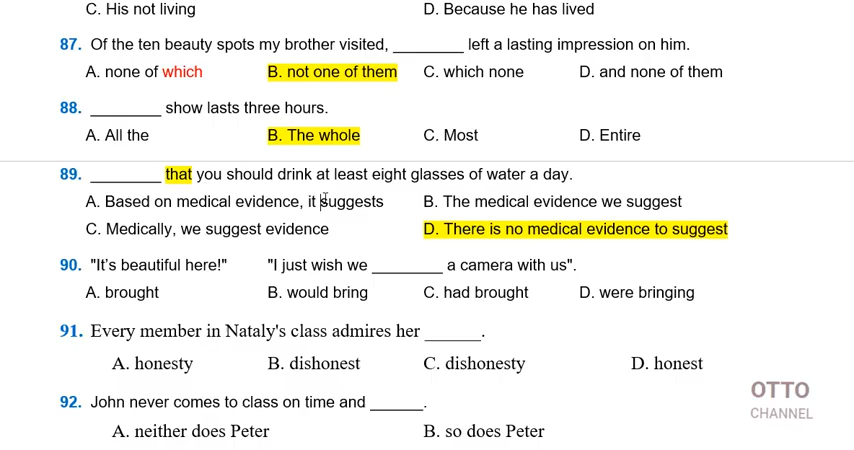 C. His not living D. Because he has lived
87. Of the ten beauty spots my brother visited, ________ left a lasting impression on him.
A. none of which B. not one of them C. which none D. and none of them
88. ________ show lasts three hours.
A. All the B. The whole C. Most D. Entire
89. ________ that you should drink at least eight glasses of water a day.
A. Based on medical evidence, it suggests B. The medical evidence we suggest
C. Medically, we suggest evidence D. There is no medical evidence to suggest
90. "It's beautiful here!" "I just wish we ________ a camera with us".
A. brought B. would bring C. had brought D. were bringing
91. Every member in Nataly's class admires her ______.
A. honesty B. dishonest C. dishonesty D. honest
92. John never comes to class on time and ______.
A. neither does Peter B. so does Peter
OTTO
CHANNEL